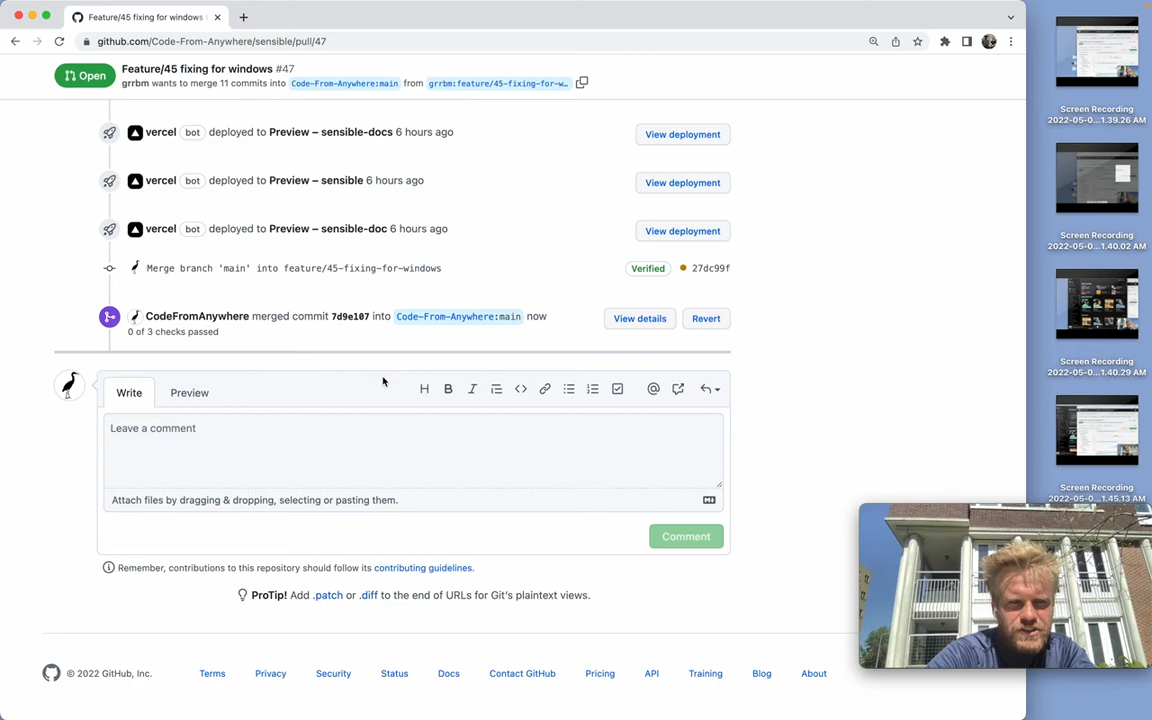 Feature/45 fixing for windows
github.com/Code-From-Anywhere/sensible/pull/47
Open
Feature/45 fixing for windows #47
grrbm wants to merge 11 commits into Code-From-Anywhere:main from grrbm:feature/45-fixing-for-w…
vercel bot deployed to Preview – sensible-docs 6 hours ago View deployment
vercel bot deployed to Preview – sensible 6 hours ago View deployment
vercel bot deployed to Preview – sensible-doc 6 hours ago View deployment
Merge branch 'main' into feature/45-fixing-for-windows Verified 27dc99f
CodeFromAnywhere merged commit 7d9e107 into Code-From-Anywhere:main now View details Revert
0 of 3 checks passed
Write Preview
Leave a comment
Attach files by dragging & dropping, selecting or pasting them.
Comment
Remember, contributions to this repository should follow its contributing guidelines.
ProTip! Add .patch or .diff to the end of URLs for Git's plaintext views.
© 2022 GitHub, Inc. Terms Privacy Security Status Docs Contact GitHub Pricing API Training Blog About
Screen Recording
2022-05-0...1.39.26 AM
Screen Recording
2022-05-0...1.40.02 AM
Screen Recording
2022-05-0...1.40.29 AM
Screen Recording
2022-05-0...1.45.13 AM